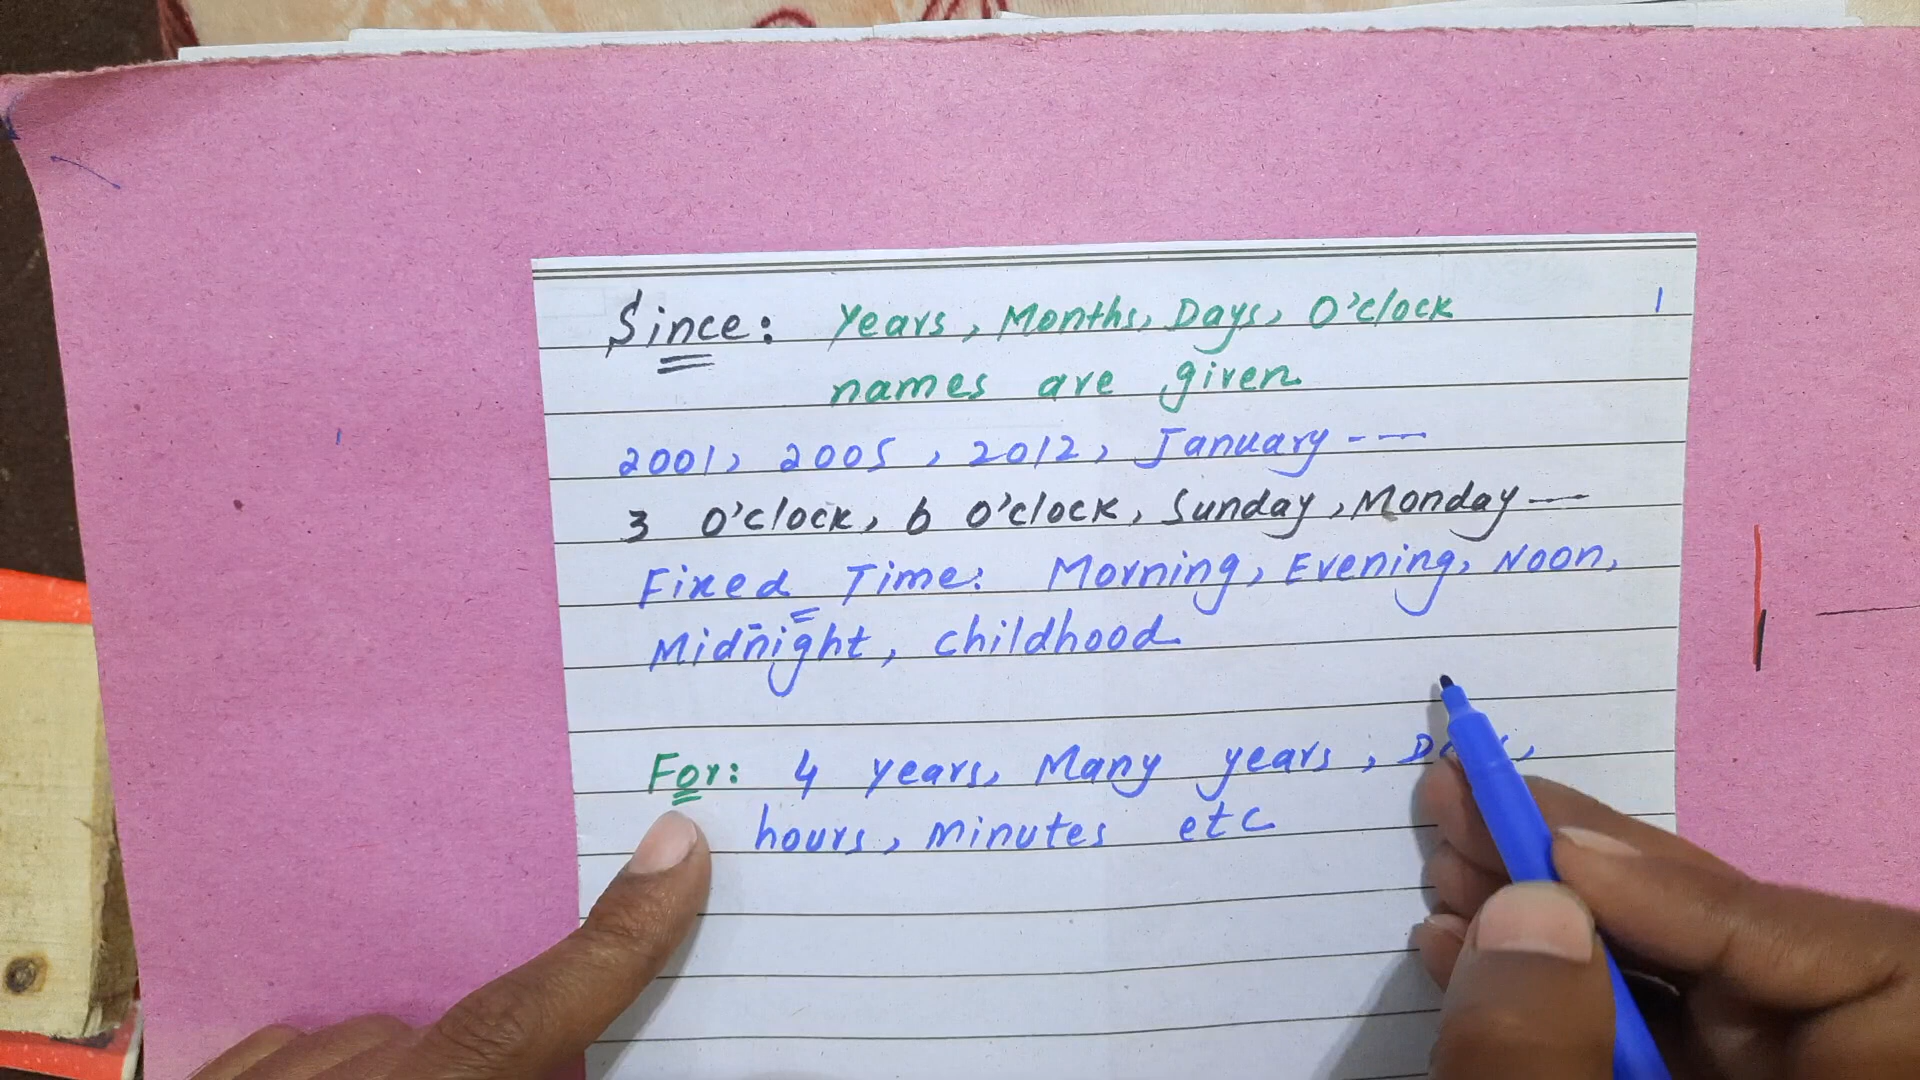 Since: Years, Months, Days, O'clock
names are given
2001, 2005, 2012, January ---
3 O'clock, 6 O'clock, Sunday, Monday ---
Fixed Time: Morning, Evening, Noon,
Midnight, childhood
For: 4 years, Many years,
hours, minutes etc